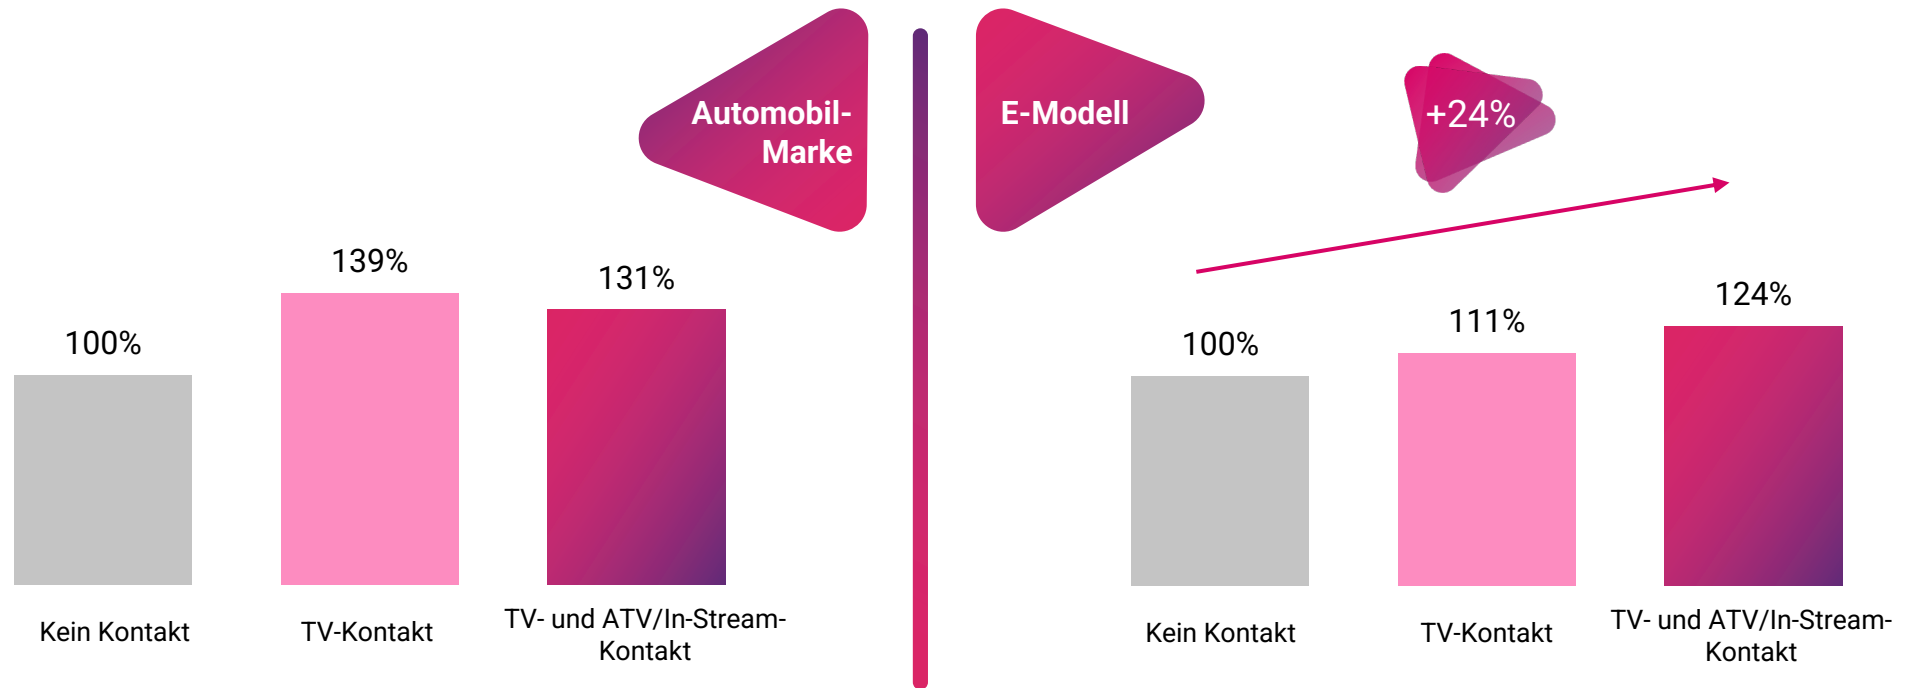 Automobil-
Marke
139%
131%
100%
Kein Kontakt
TV-Kontakt
TV- und ATV/In-Stream-
Kontakt
E-Modell
+24%
100%
111%
124%
Kein Kontakt
TV-Kontakt
TV- und ATV/In-Stream-
Kontakt